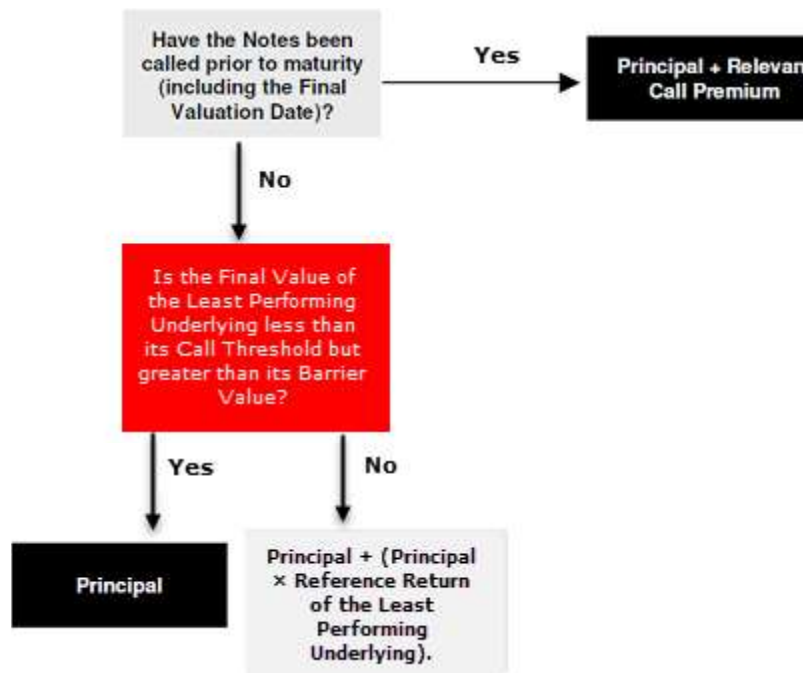 Have the Notes been
called prior to maturity
(including the Final
Valuation Date)?
Yes
Principal + Relevan
Call Premium
No
Is the Final Value of
the Least Performing
Underlying less than
its Call Threshold but
greater than its Barrier
Value?
Yes
No
Principal
Principal + (Principal
× Reference Return
of the Least
Performing
Underlying).